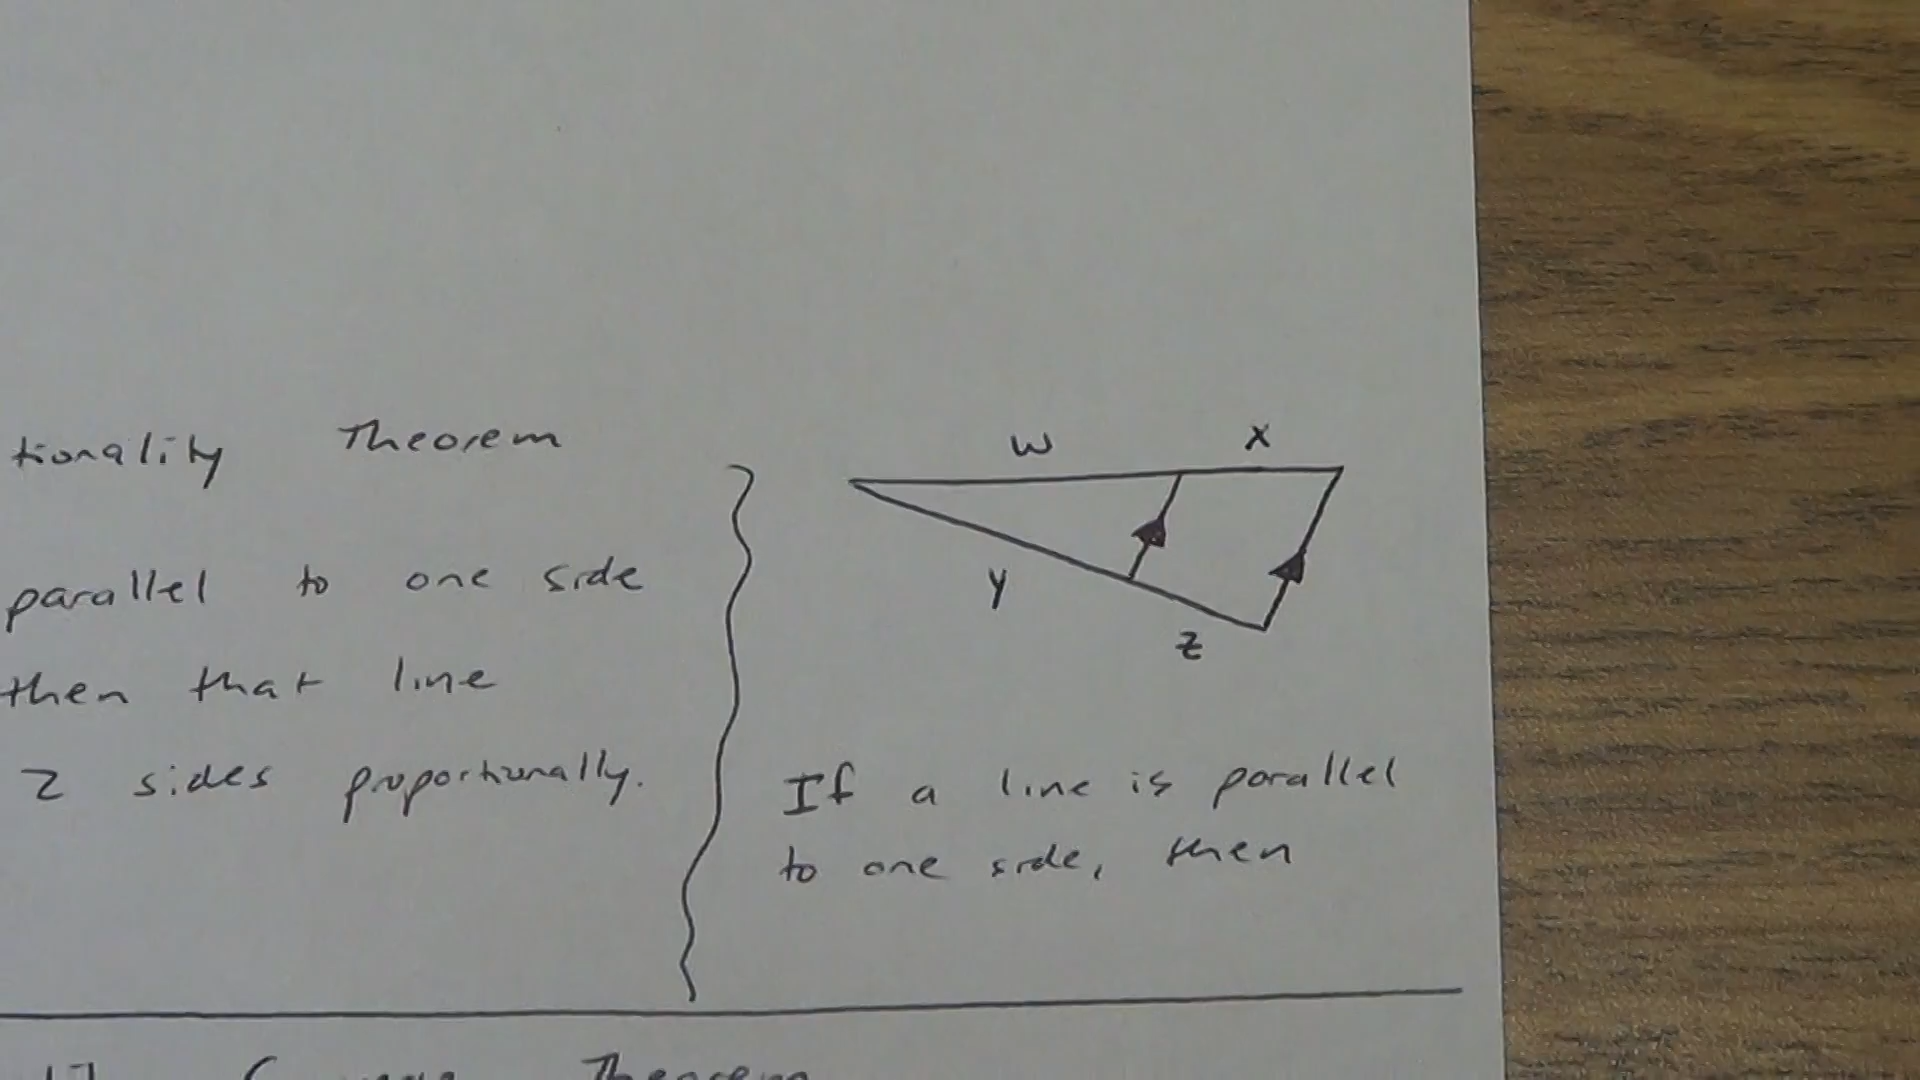 tionality Theorem
parallel to one side
then that line
2 sides proportionally.
w x
y
z
If a line is parallel
to one side, then
Theorem